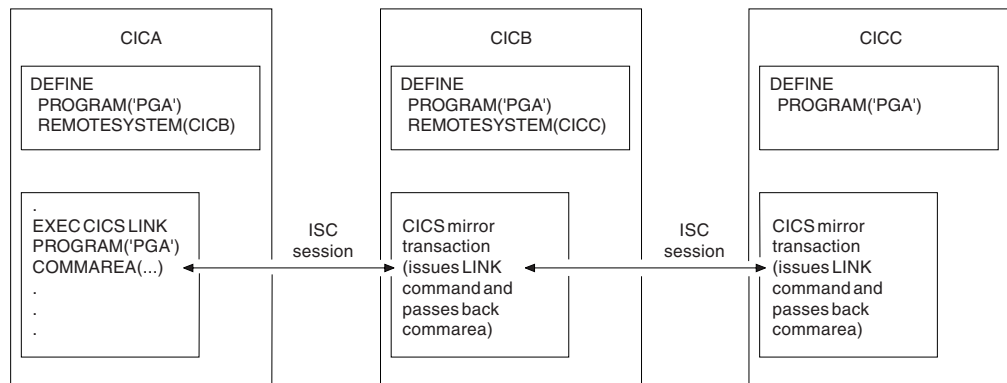 CICA
DEFINE
PROGRAM('PGA')
REMOTESYSTEM(CICB)
.
EXEC CICS LINK
PROGRAM('PGA')
COMMAREA(...)
.
.
.
ISC
session
CICB
DEFINE
PROGRAM('PGA')
REMOTESYSTEM(CICC)
CICS mirror
transaction
(issues LINK
command and
passes back
commarea)
ISC
session
CICC
DEFINE
PROGRAM('PGA')
CICS mirror
transaction
(issues LINK
command and
passes back
commarea)